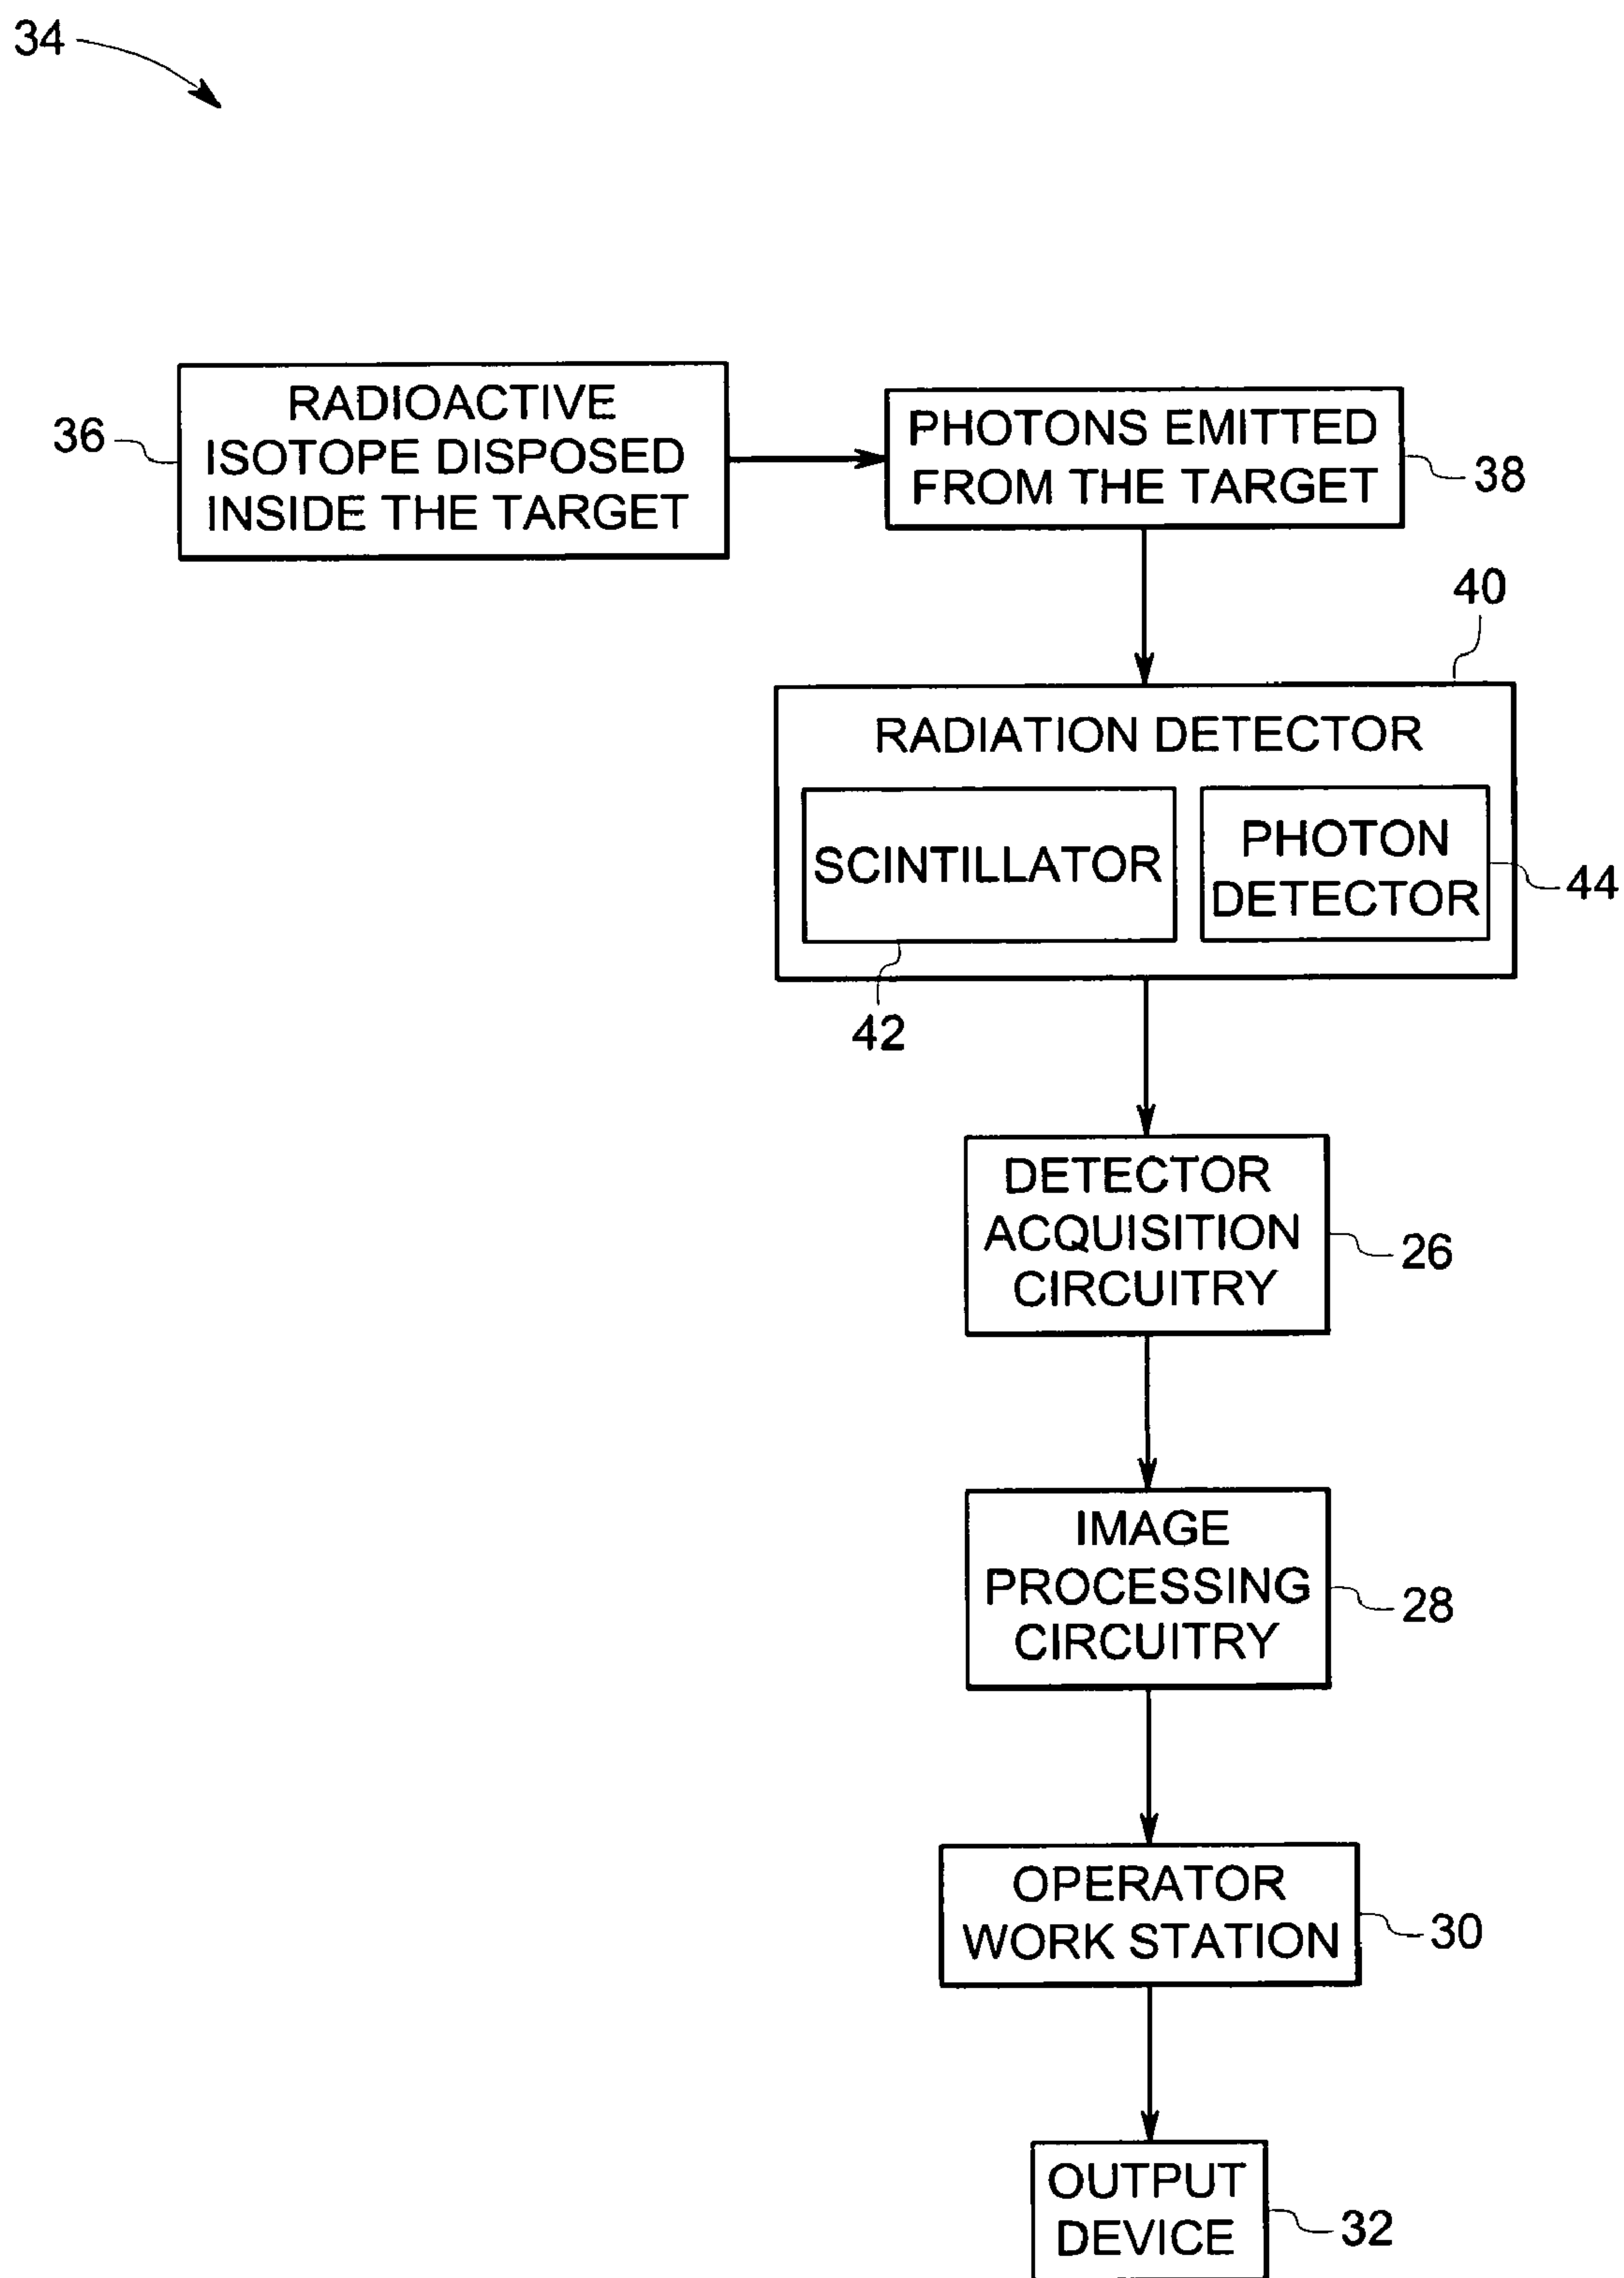 34
RADIOACTIVE
ISOTOPE DISPOSED
INSIDE THE TARGET
36
PHOTONS EMITTED
FROM THE TARGET
38
40
RADIATION DETECTOR
SCINTILLATOR
PHOTON
DETECTOR
44
42
DETECTOR
ACQUISITION
CIRCUITRY
26
IMAGE
PROCESSING
CIRCUITRY
28
OPERATOR
WORK STATION
30
OUTPUT
DEVICE
32